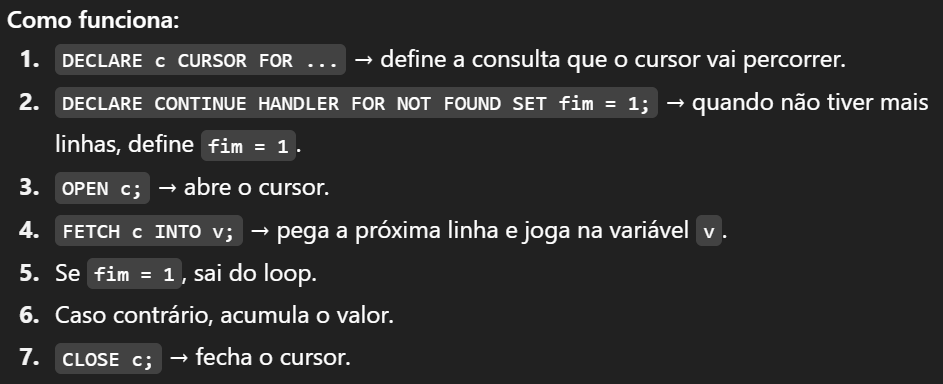 Como funciona:
1. DECLARE c CURSOR FOR ... → define a consulta que o cursor vai percorrer.
2. DECLARE CONTINUE HANDLER FOR NOT FOUND SET fim = 1; → quando não tiver mais
linhas, define fim = 1.
3. OPEN c; → abre o cursor.
4. FETCH c INTO v; → pega a próxima linha e joga na variável v.
5. Se fim = 1, sai do loop.
6. Caso contrário, acumula o valor.
7. CLOSE c; → fecha o cursor.